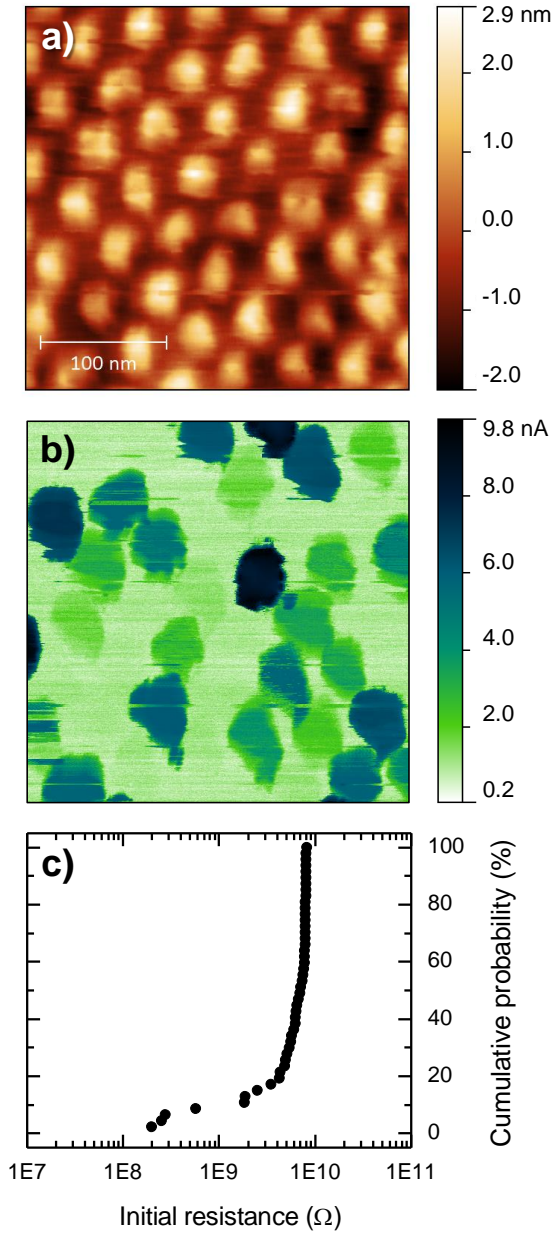 a)
2.9 nm
2.0
1.0
0.0
-1.0
-2.0
100 nm
b)
9.8 nA
8.0
6.0
4.0
2.0
0.2
c)
100
80
60
40
20
0
Cumulative probability (%)
1E7 1E8 1E9 1E10 1E11
Initial resistance (Ω)